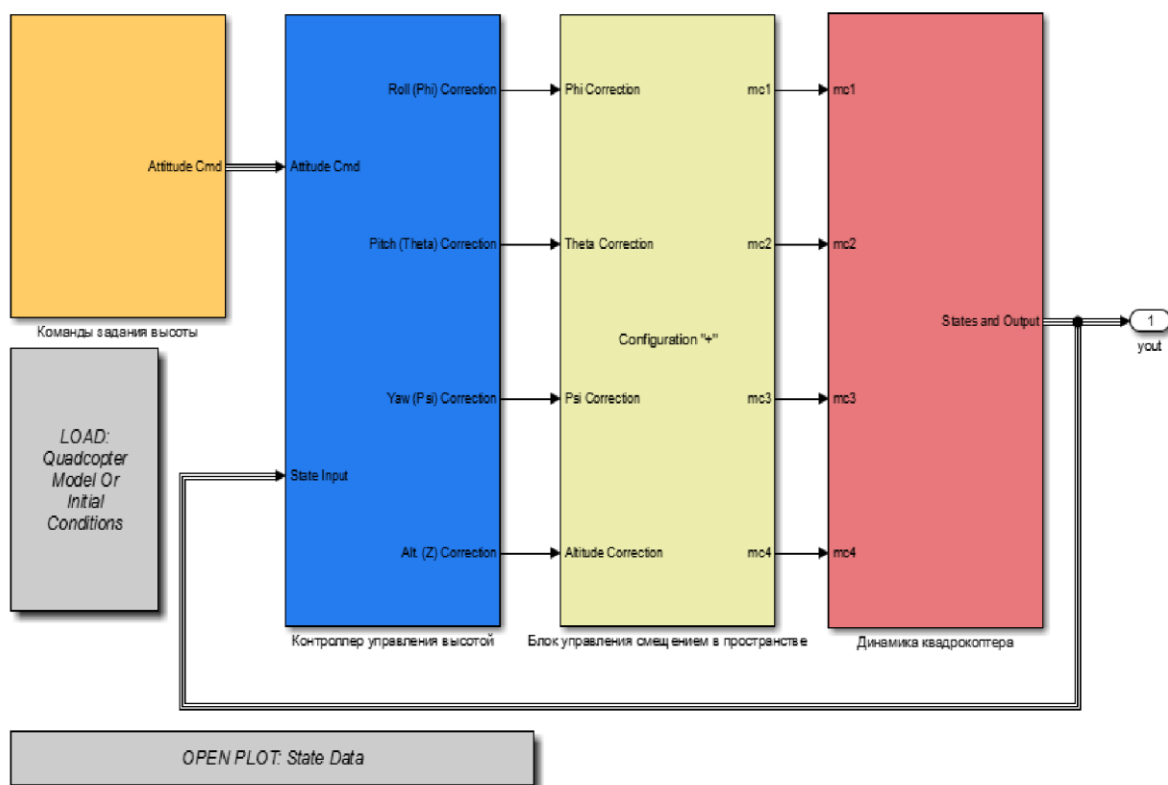 Attittude Cmd
Команды задания высоты
LOAD:
Quadcopter
Model Or
Initial
Conditions
Attitude Cmd
State Input
Roll (Phi) Correction
Pitch (Theta) Correction
Yaw (Psi) Correction
Alt. (Z) Correction
Контроллер управления высотой
Phi Correction
Theta Correction
Configuration "+"
Psi Correction
Altitude Correction
mc1
mc2
mc3
mc4
Блок управления смещением в пространстве
mc1
mc2
mc3
mc4
States and Output
Динамика квадрокоптера
1
yout
OPEN PLOT: State Data